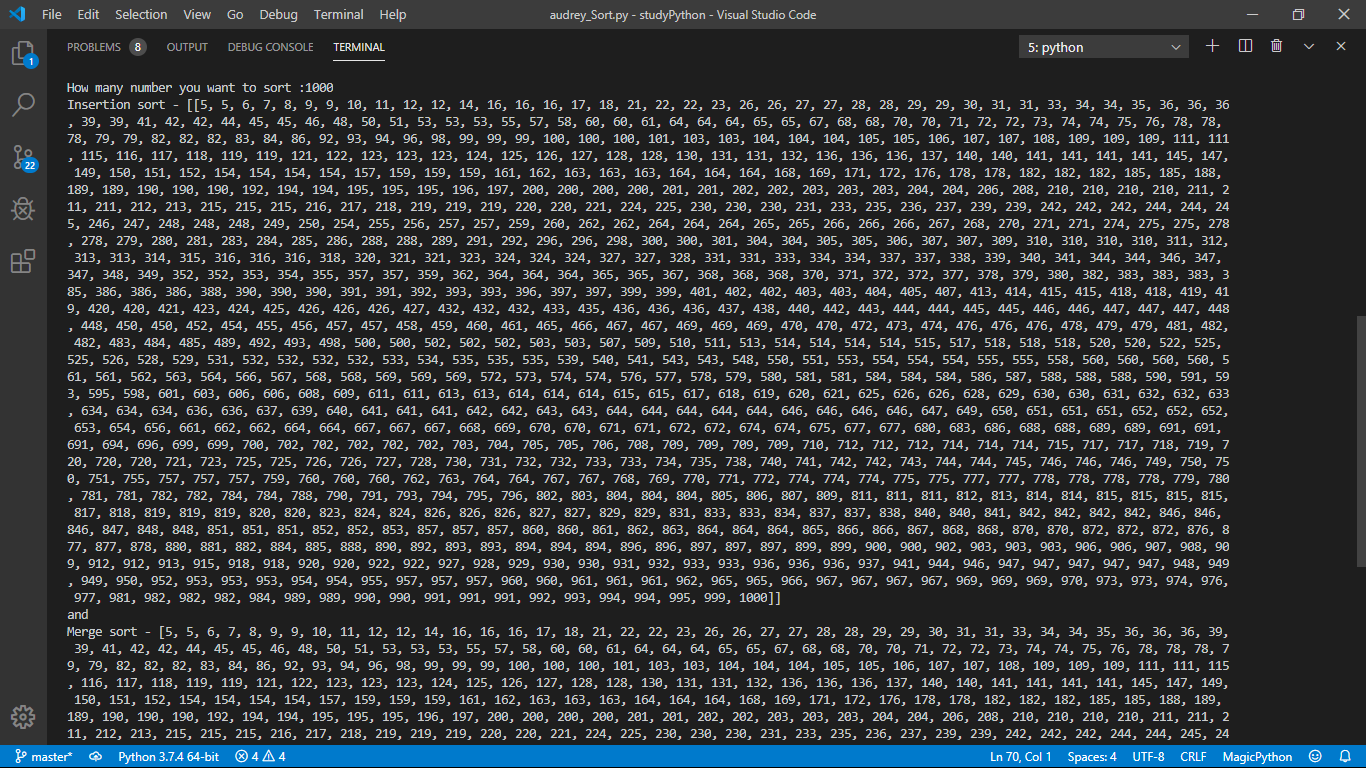 File Edit Selection View Go Debug Terminal Help
audrey_Sort.py - studyPython - Visual Studio Code
PROBLEMS 8 OUTPUT DEBUG CONSOLE TERMINAL
5: python
1
22
How many number you want to sort :1000
Insertion sort - [[5, 5, 6, 7, 8, 9, 9, 10, 11, 12, 12, 14, 16, 16, 16, 17, 18, 21, 22, 22, 23, 26, 26, 27, 27, 28, 28, 29, 29, 30, 31, 31, 33, 34, 34, 35, 36, 36, 36
, 39, 39, 41, 42, 42, 44, 45, 45, 46, 48, 50, 51, 53, 53, 53, 55, 57, 58, 60, 60, 61, 64, 64, 64, 65, 65, 67, 68, 68, 70, 70, 71, 72, 72, 73, 74, 74, 75, 76, 78, 78,
78, 79, 79, 82, 82, 82, 83, 84, 86, 92, 93, 94, 96, 98, 99, 99, 99, 100, 100, 100, 101, 103, 103, 104, 104, 104, 105, 105, 106, 107, 107, 108, 109, 109, 109, 111, 111
, 115, 116, 117, 118, 119, 119, 121, 122, 123, 123, 123, 124, 125, 126, 127, 128, 128, 130, 131, 131, 132, 136, 136, 136, 137, 140, 140, 141, 141, 141, 141, 145, 147,
149, 150, 151, 152, 154, 154, 154, 154, 157, 159, 159, 159, 161, 162, 163, 163, 163, 164, 164, 164, 168, 169, 171, 172, 176, 178, 178, 182, 182, 182, 185, 185, 188,
189, 189, 190, 190, 190, 192, 194, 194, 195, 195, 195, 196, 197, 200, 200, 200, 200, 201, 201, 202, 202, 203, 203, 203, 204, 204, 206, 208, 210, 210, 210, 210, 211, 2
11, 211, 212, 213, 215, 215, 215, 216, 217, 218, 219, 219, 219, 220, 220, 221, 224, 225, 230, 230, 230, 231, 233, 235, 236, 237, 239, 239, 242, 242, 242, 244, 244, 24
5, 246, 247, 248, 248, 248, 249, 250, 254, 255, 256, 257, 257, 259, 260, 262, 262, 264, 264, 264, 265, 265, 266, 266, 266, 267, 268, 270, 271, 271, 274, 275, 275, 278
, 278, 279, 280, 281, 283, 284, 285, 286, 288, 288, 289, 291, 292, 296, 296, 298, 300, 300, 301, 304, 304, 305, 305, 306, 307, 307, 309, 310, 310, 310, 310, 311, 312,
313, 313, 314, 315, 316, 316, 316, 318, 320, 321, 321, 323, 324, 324, 324, 327, 327, 328, 331, 331, 333, 334, 334, 337, 337, 338, 339, 340, 341, 344, 344, 346, 347,
347, 348, 349, 352, 352, 353, 354, 355, 357, 357, 359, 362, 364, 364, 364, 365, 365, 367, 368, 368, 368, 370, 371, 372, 372, 377, 378, 379, 380, 382, 383, 383, 383, 3
85, 386, 386, 386, 388, 390, 390, 390, 391, 391, 392, 393, 393, 396, 397, 397, 399, 399, 401, 402, 402, 403, 403, 404, 405, 407, 413, 414, 415, 415, 418, 418, 419, 41
9, 420, 420, 421, 423, 424, 425, 426, 426, 426, 427, 432, 432, 432, 433, 435, 436, 436, 436, 437, 438, 440, 442, 443, 444, 444, 445, 445, 446, 446, 447, 447, 447, 448
, 448, 450, 450, 452, 454, 455, 456, 457, 457, 458, 459, 460, 461, 465, 466, 467, 467, 469, 469, 469, 470, 470, 472, 473, 474, 476, 476, 476, 478, 479, 479, 481, 482,
482, 483, 484, 485, 489, 492, 493, 498, 500, 500, 502, 502, 502, 503, 503, 507, 509, 510, 511, 513, 514, 514, 514, 514, 515, 517, 518, 518, 518, 520, 520, 522, 525,
525, 526, 528, 529, 531, 532, 532, 532, 532, 533, 534, 535, 535, 535, 539, 540, 541, 543, 543, 548, 550, 551, 553, 554, 554, 554, 555, 555, 558, 560, 560, 560, 560, 5
61, 561, 562, 563, 564, 566, 567, 568, 568, 569, 569, 569, 572, 573, 574, 574, 576, 577, 578, 579, 580, 581, 581, 584, 584, 584, 586, 587, 588, 588, 588, 590, 591, 59
3, 595, 598, 601, 603, 606, 606, 608, 609, 611, 611, 613, 613, 614, 614, 614, 615, 615, 617, 618, 619, 620, 621, 625, 626, 626, 628, 629, 630, 630, 631, 632, 632, 633
, 634, 634, 634, 636, 636, 637, 639, 640, 641, 641, 641, 642, 642, 643, 643, 644, 644, 644, 644, 644, 646, 646, 646, 646, 647, 649, 650, 651, 651, 651, 652, 652, 652,
653, 654, 656, 661, 662, 662, 664, 664, 667, 667, 667, 668, 669, 670, 670, 671, 671, 672, 672, 674, 674, 675, 677, 677, 680, 683, 686, 688, 688, 689, 689, 691, 691,
691, 694, 696, 699, 699, 700, 702, 702, 702, 702, 702, 703, 704, 705, 705, 706, 708, 709, 709, 709, 709, 710, 712, 712, 712, 714, 714, 714, 715, 717, 717, 718, 719, 7
20, 720, 720, 721, 723, 725, 725, 726, 726, 727, 728, 730, 731, 732, 732, 733, 733, 734, 735, 738, 740, 741, 742, 742, 743, 744, 744, 745, 746, 746, 746, 749, 750, 75
0, 751, 755, 757, 757, 757, 759, 760, 760, 760, 762, 763, 764, 764, 767, 767, 768, 769, 770, 771, 772, 774, 774, 774, 775, 775, 777, 777, 778, 778, 778, 778, 779, 780
, 781, 781, 782, 782, 784, 784, 788, 790, 791, 793, 794, 795, 796, 802, 803, 804, 804, 804, 805, 806, 807, 809, 811, 811, 811, 812, 813, 814, 814, 815, 815, 815, 815,
817, 818, 819, 819, 819, 820, 820, 823, 824, 824, 826, 826, 826, 827, 827, 829, 829, 831, 833, 833, 834, 837, 837, 838, 840, 840, 841, 842, 842, 842, 842, 846, 846,
846, 847, 848, 848, 851, 851, 851, 852, 852, 853, 857, 857, 857, 860, 860, 861, 862, 863, 864, 864, 864, 865, 866, 866, 867, 868, 868, 870, 870, 872, 872, 872, 876, 8
77, 877, 878, 880, 881, 882, 884, 885, 888, 890, 892, 893, 893, 894, 894, 894, 896, 896, 897, 897, 897, 899, 899, 900, 900, 902, 903, 903, 903, 906, 906, 907, 908, 90
9, 912, 912, 913, 915, 918, 918, 920, 920, 922, 922, 927, 928, 929, 930, 930, 931, 932, 933, 933, 936, 936, 936, 937, 941, 944, 946, 947, 947, 947, 947, 947, 948, 949
, 949, 950, 952, 953, 953, 953, 954, 954, 955, 957, 957, 957, 960, 960, 961, 961, 961, 962, 965, 965, 966, 967, 967, 967, 967, 969, 969, 969, 970, 973, 973, 974, 976,
977, 981, 982, 982, 982, 984, 989, 989, 990, 990, 991, 991, 991, 992, 993, 994, 994, 995, 999, 1000]]
and
Merge sort - [5, 5, 6, 7, 8, 9, 9, 10, 11, 12, 12, 14, 16, 16, 16, 17, 18, 21, 22, 22, 23, 26, 26, 27, 27, 28, 28, 29, 29, 30, 31, 31, 33, 34, 34, 35, 36, 36, 36, 39,
39, 41, 42, 42, 44, 45, 45, 46, 48, 50, 51, 53, 53, 53, 55, 57, 58, 60, 60, 61, 64, 64, 64, 65, 65, 67, 68, 68, 70, 70, 71, 72, 72, 73, 74, 74, 75, 76, 78, 78, 78, 7
9, 79, 82, 82, 82, 83, 84, 86, 92, 93, 94, 96, 98, 99, 99, 99, 100, 100, 100, 101, 103, 103, 104, 104, 104, 105, 105, 106, 107, 107, 108, 109, 109, 109, 111, 111, 115
, 116, 117, 118, 119, 119, 121, 122, 123, 123, 123, 124, 125, 126, 127, 128, 128, 130, 131, 131, 132, 136, 136, 136, 137, 140, 140, 141, 141, 141, 141, 145, 147, 149,
150, 151, 152, 154, 154, 154, 154, 157, 159, 159, 159, 161, 162, 163, 163, 163, 164, 164, 164, 168, 169, 171, 172, 176, 178, 178, 182, 182, 182, 185, 185, 188, 189,
189, 190, 190, 190, 192, 194, 194, 195, 195, 195, 196, 197, 200, 200, 200, 200, 201, 201, 202, 202, 203, 203, 203, 204, 204, 206, 208, 210, 210, 210, 210, 211, 211, 2
11, 212, 213, 215, 215, 215, 216, 217, 218, 219, 219, 219, 220, 220, 221, 224, 225, 230, 230, 230, 231, 233, 235, 236, 237, 239, 239, 242, 242, 242, 244, 244, 245, 24
master* Python 3.7.4 64-bit 4 4 Ln 70, Col 1 Spaces: 4 UTF-8 CRLF MagicPython